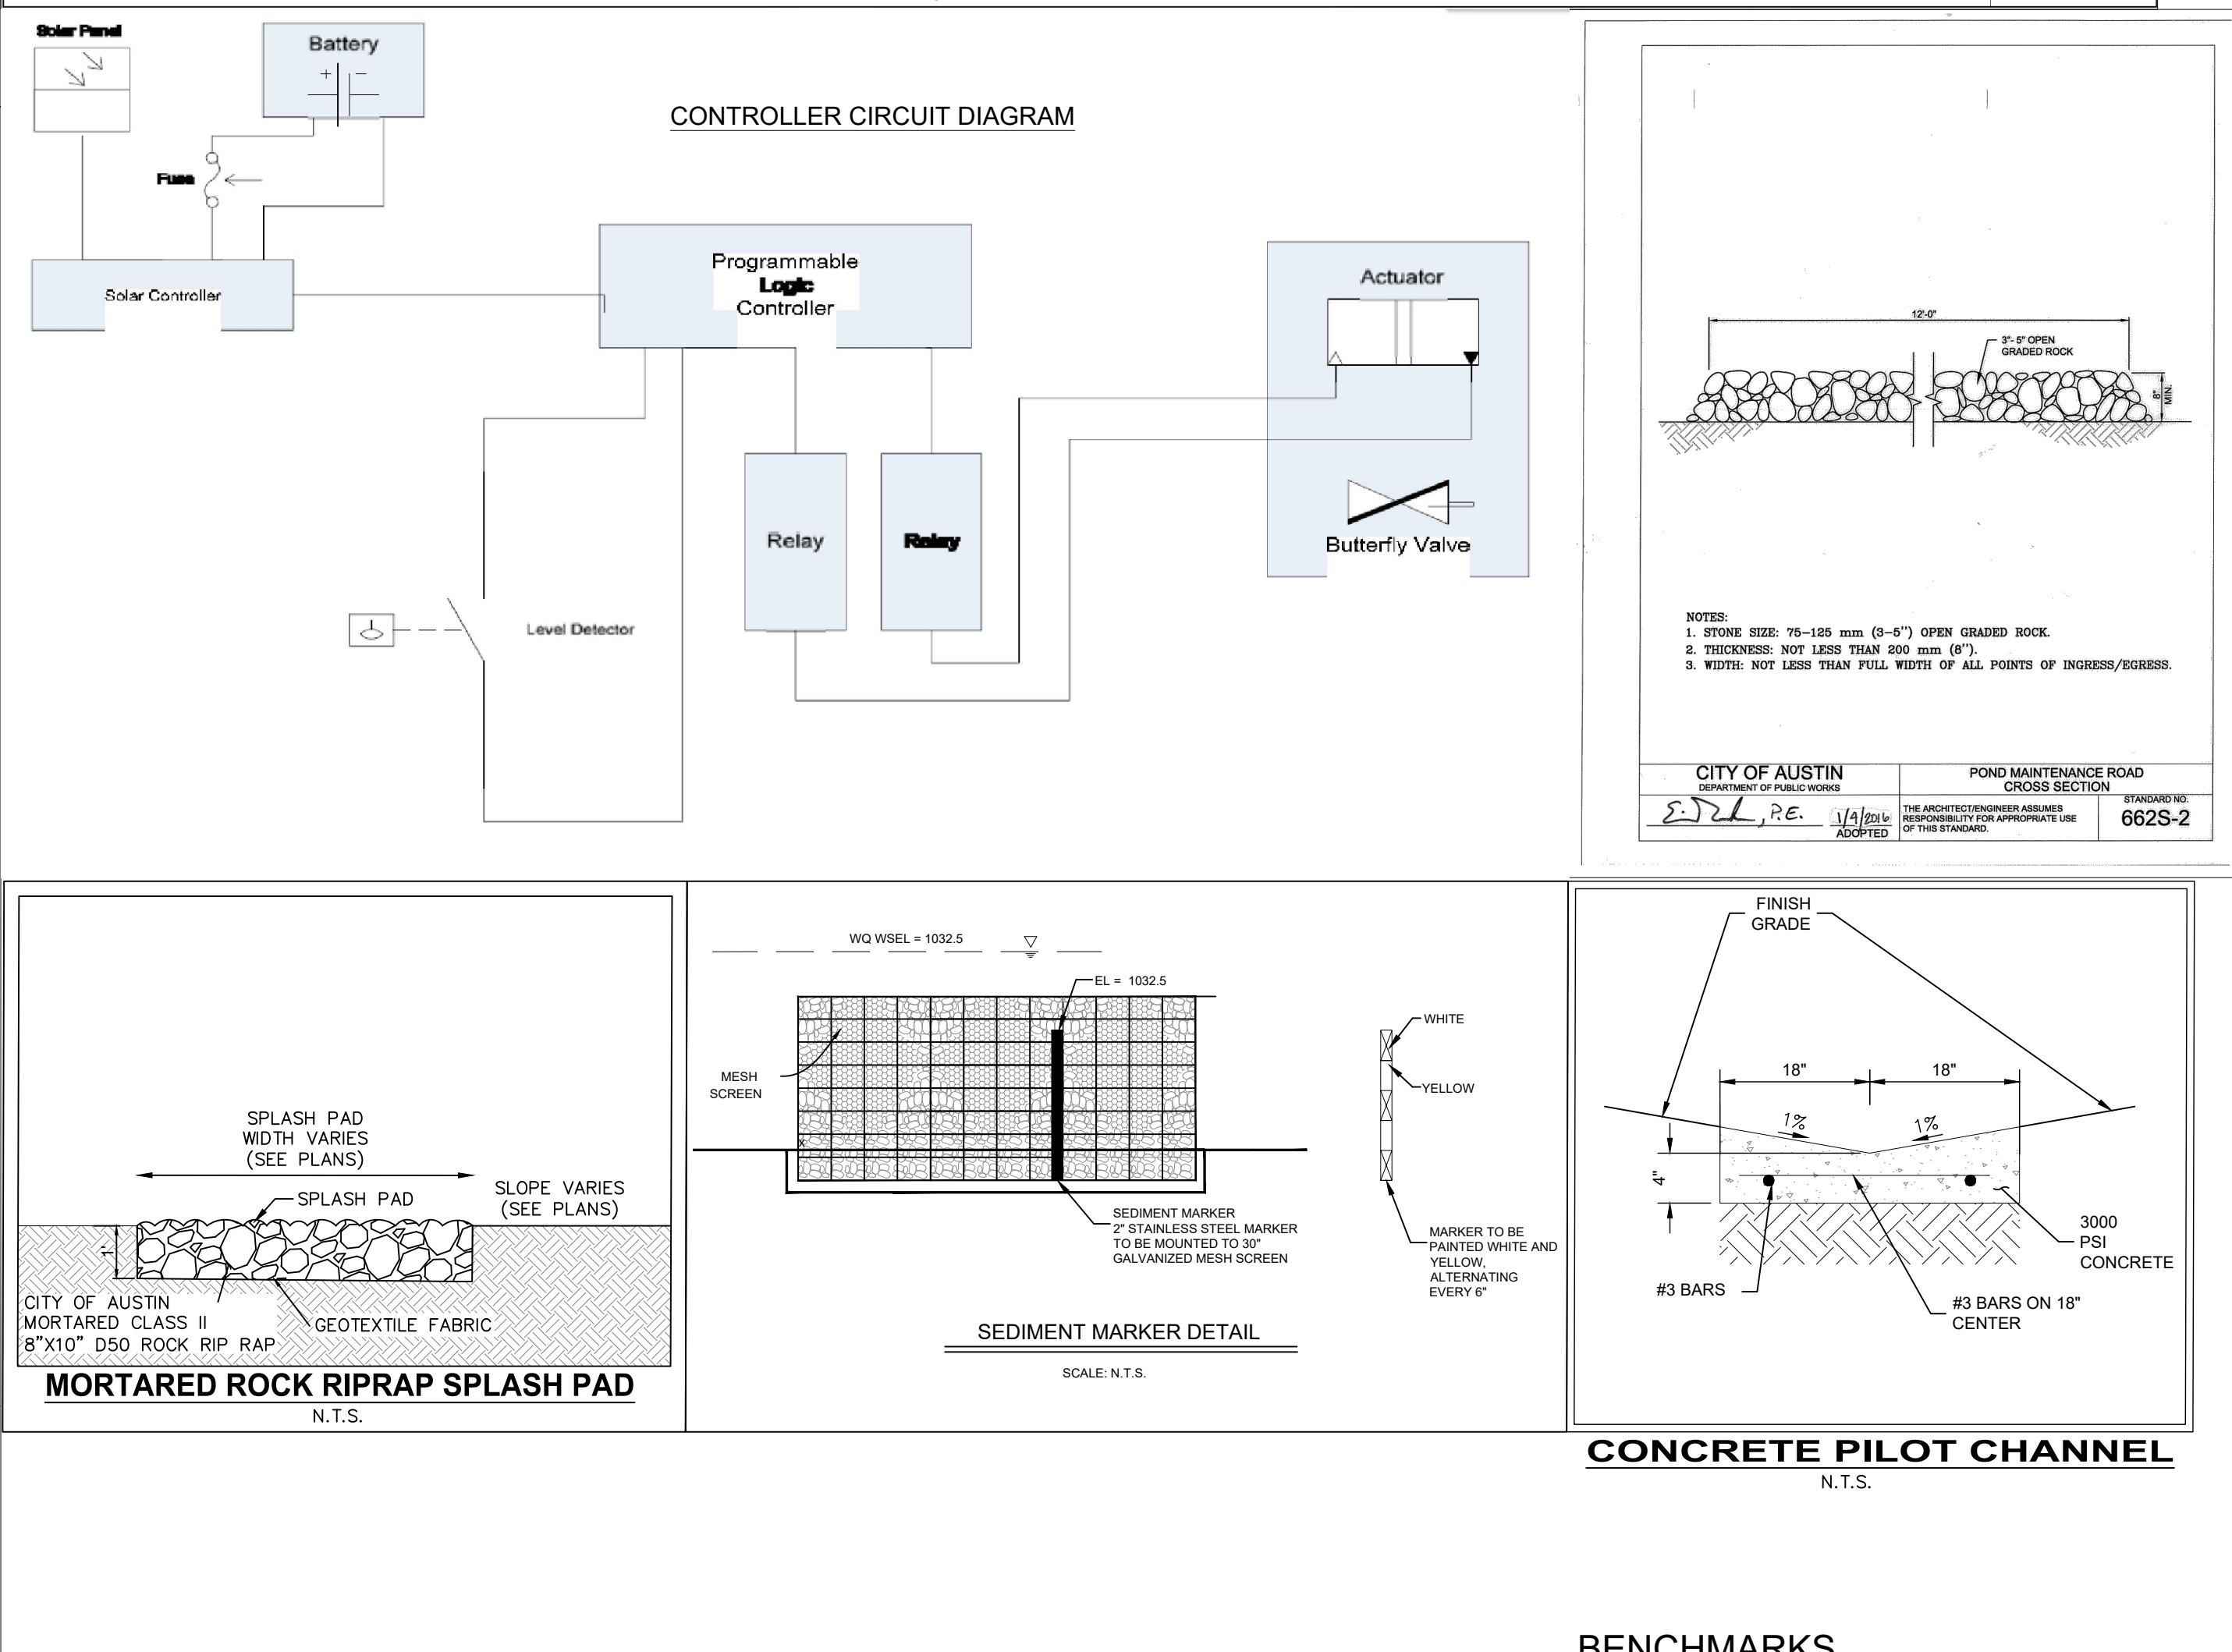 Solar Panel
Battery
+ −
CONTROLLER CIRCUIT DIAGRAM
Fuse
Solar Controller
Programmable
Logic
Controller
Actuator
Relay
Relay
Butterfly Valve
Level Detector
12'-0"
3"- 5" OPEN
GRADED ROCK
8"
MIN.
NOTES:
1. STONE SIZE: 75–125 mm (3–5") OPEN GRADED ROCK.
2. THICKNESS: NOT LESS THAN 200 mm (8").
3. WIDTH: NOT LESS THAN FULL WIDTH OF ALL POINTS OF INGRESS/EGRESS.
CITY OF AUSTIN
DEPARTMENT OF PUBLIC WORKS
POND MAINTENANCE ROAD
CROSS SECTION
, P.E.
1/4/2016
ADOPTED
THE ARCHITECT/ENGINEER ASSUMES
RESPONSIBILITY FOR APPROPRIATE USE
OF THIS STANDARD.
STANDARD NO.
662S-2
SPLASH PAD
WIDTH VARIES
(SEE PLANS)
SPLASH PAD
SLOPE VARIES
(SEE PLANS)
1'
CITY OF AUSTIN
MORTARED CLASS II
8"X10" D50 ROCK RIP RAP
GEOTEXTILE FABRIC
MORTARED ROCK RIPRAP SPLASH PAD
N.T.S.
WQ WSEL = 1032.5
EL = 1032.5
MESH
SCREEN
X
WHITE
YELLOW
SEDIMENT MARKER
2" STAINLESS STEEL MARKER
TO BE MOUNTED TO 30"
GALVANIZED MESH SCREEN
MARKER TO BE
PAINTED WHITE AND
YELLOW,
ALTERNATING
EVERY 6"
SEDIMENT MARKER DETAIL
SCALE: N.T.S.
FINISH
GRADE
18" 18"
1% 1%
4"
3000
PSI
CONCRETE
#3 BARS
#3 BARS ON 18"
CENTER
CONCRETE PILOT CHANNEL
N.T.S.
BENCHMARKS